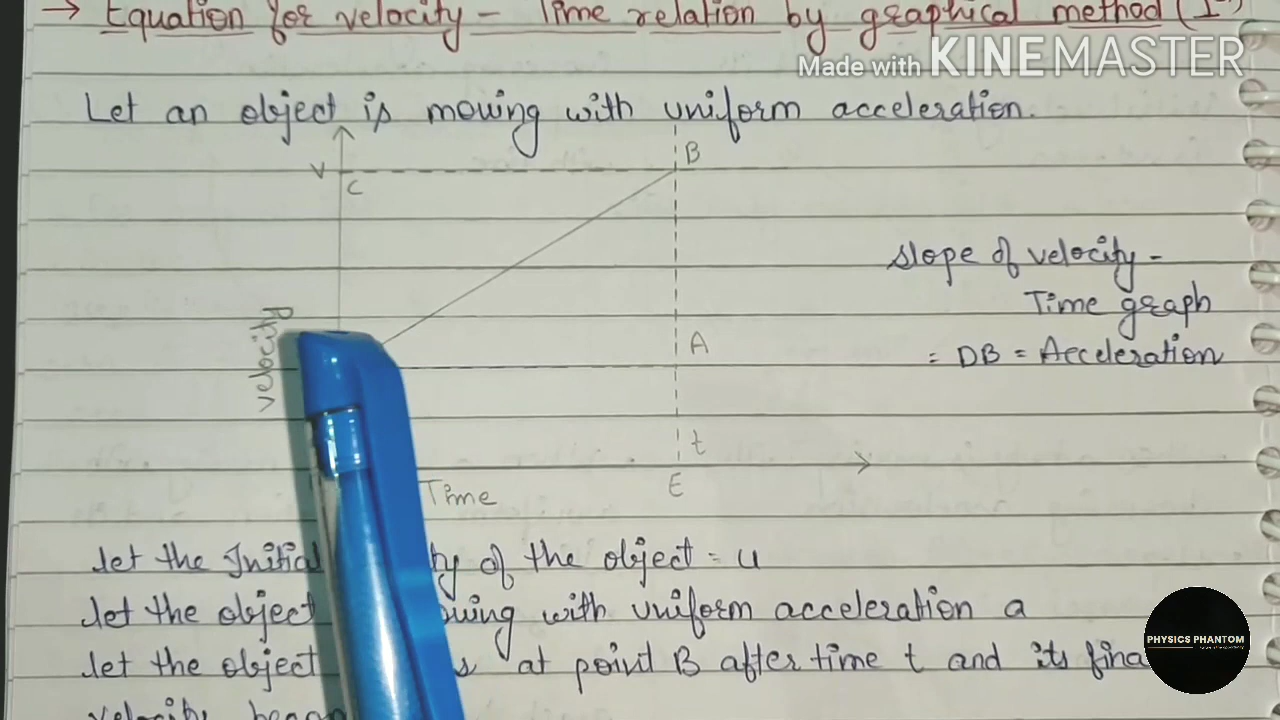 → Equation for velocity - Time relation by graphical method (I
Made with KINEMASTER
Let an object is moving with uniform acceleration.
V
C
B
velocity
A
slope of velocity -
Time graph
= DB = Acceleration
t
Time
E
let the Initial ty of the object = u
let the object wing with uniform acceleration a
let the object s at point B after time t and its fina
PHYSICS PHANTOM
velocity